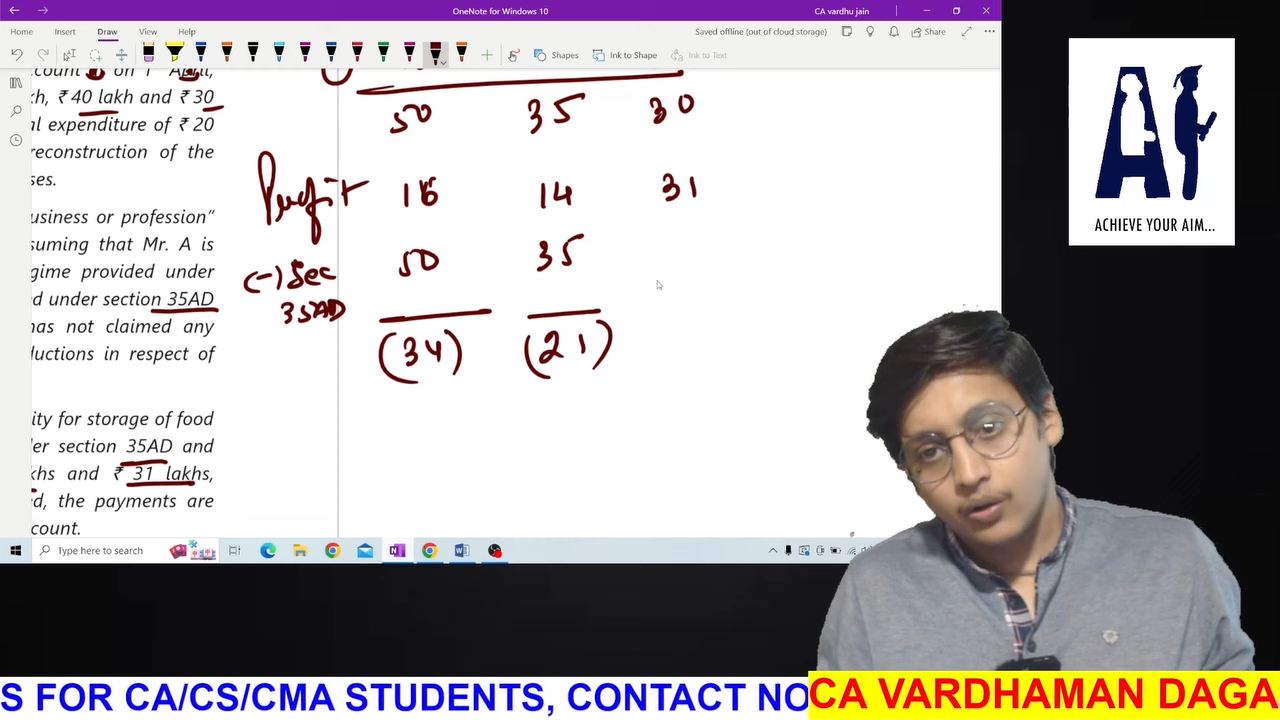 OneNote for Windows 10
CA vardhu jain
Home Insert Draw View Help
Saved offline (out of cloud storage)
Share
Shapes
Ink to Shape
Ink to Text
count as on 1 April,
kh, ₹ 40 lakh and ₹ 30
al expenditure of ₹ 20
reconstruction of the
ses.
usiness or profession”
suming that Mr. A is
gime provided under
d under section 35AD
has not claimed any
ductions in respect of
ity for storage of food
er section 35AD and
khs and ₹ 31 lakhs,
ed, the payments are
count.
50 35 30
Profit 16 14 31
(-) Sec 50 35
35AD
(34) (21)
Type here to search
ACHIEVE YOUR AIM...
S FOR CA/CS/CMA STUDENTS, CONTACT NO
CA VARDHAMAN DAGA